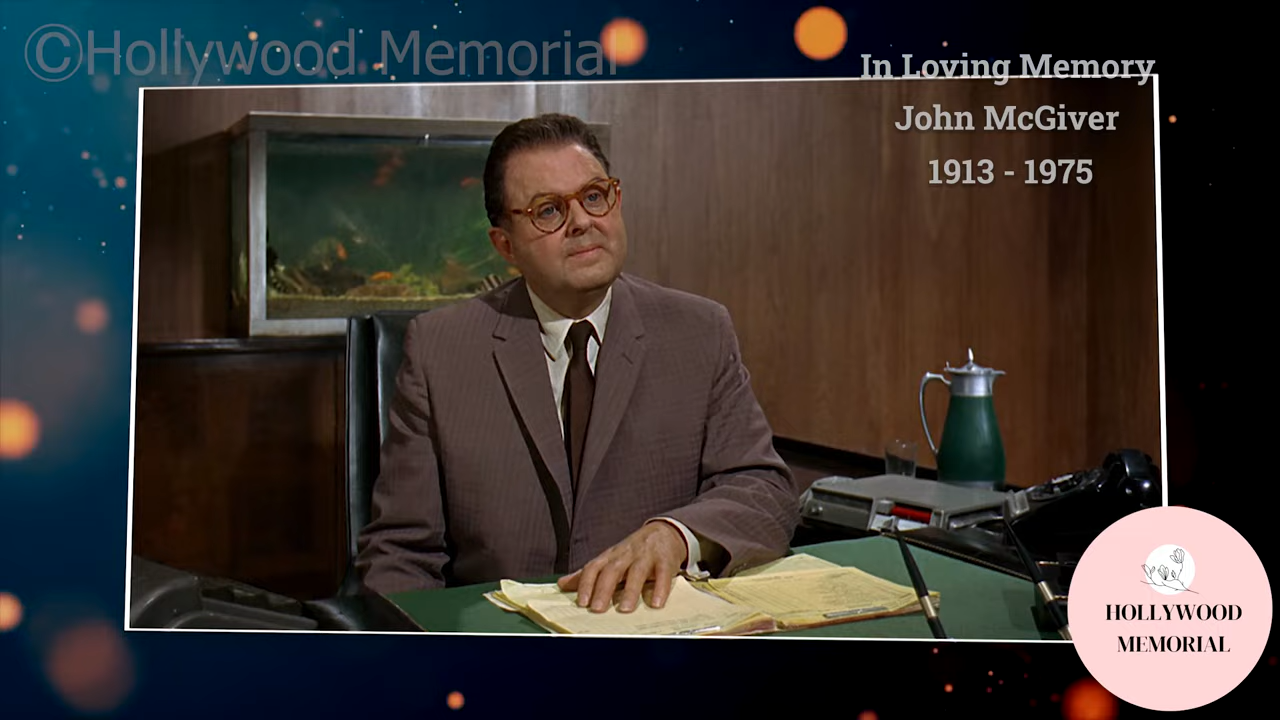 ©Hollywood Memorial
In Loving Memory
John McGiver
1913 - 1975
HOLLYWOOD
MEMORIAL